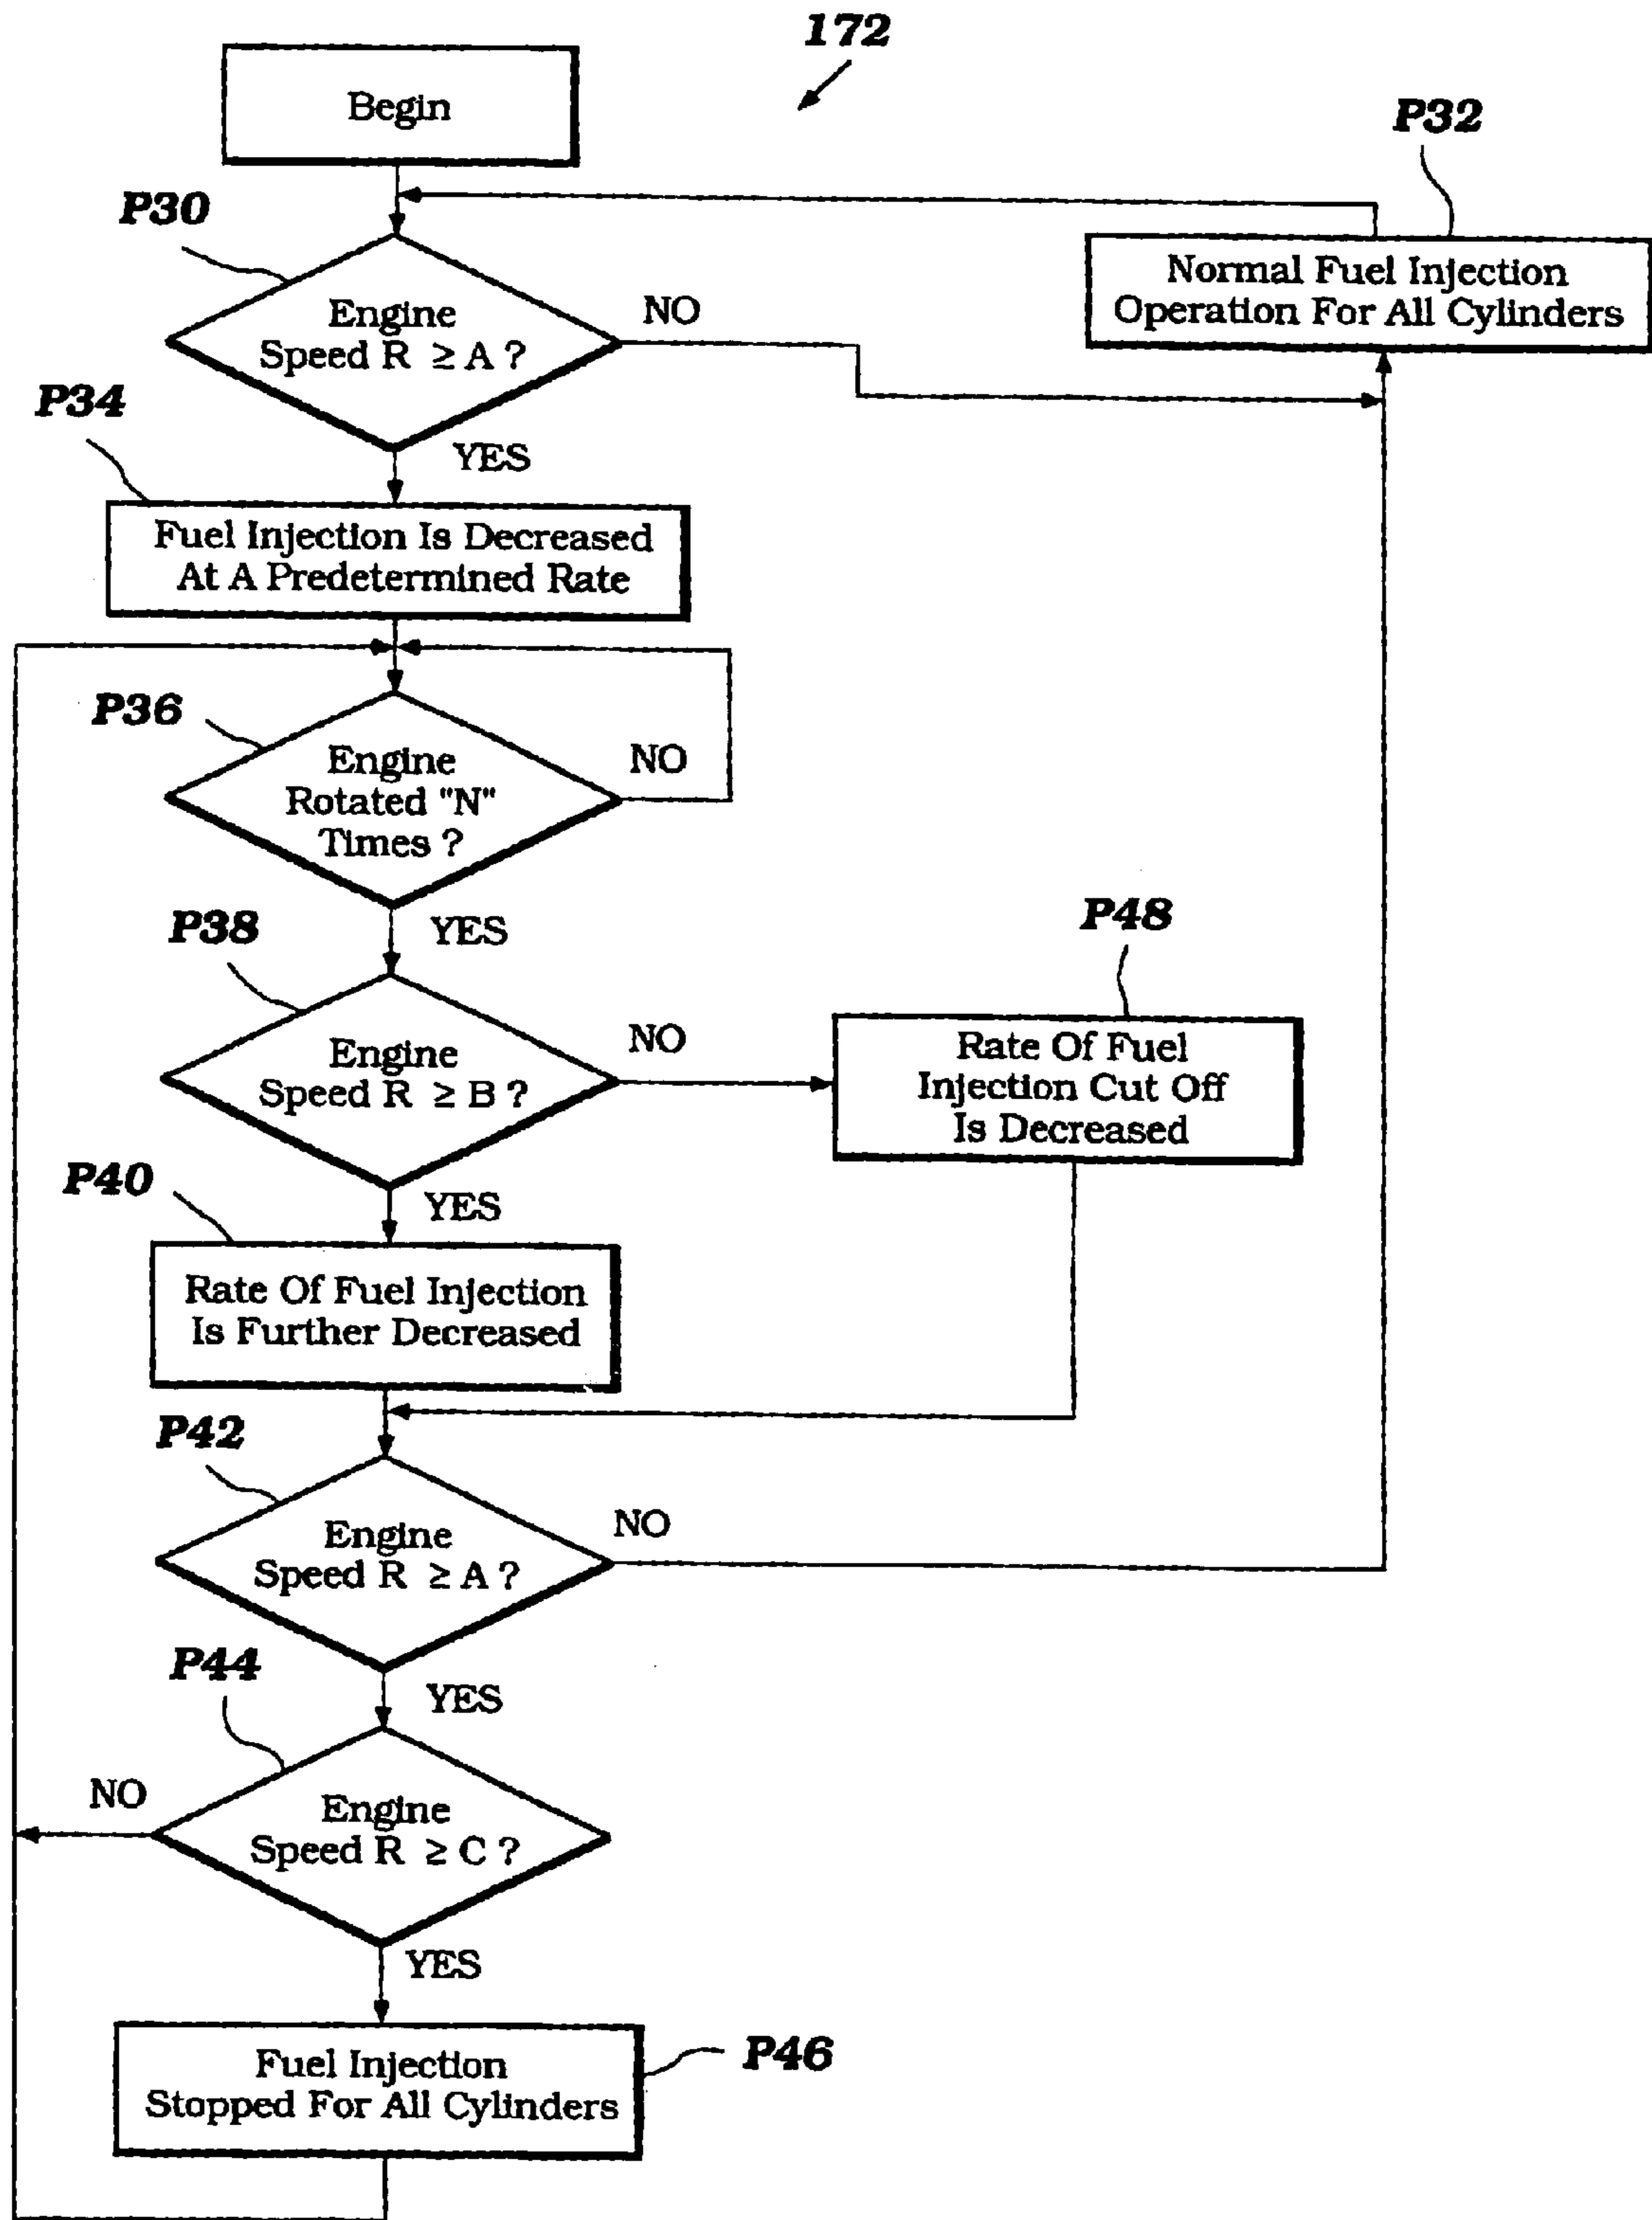 172
Begin
P32
P30
Normal Fuel Injection
Operation For All Cylinders
Engine
Speed R ≥ A ?
NO
P34
YES
Fuel Injection Is Decreased
At A Predetermined Rate
P36
Engine
Rotated "N"
Times ?
NO
P38
YES
P48
Engine
Speed R ≥ B ?
NO
Rate Of Fuel
Injection Cut Off
Is Decreased
P40
YES
Rate Of Fuel Injection
Is Further Decreased
P42
Engine
Speed R ≥ A ?
NO
P44
YES
NO
Engine
Speed R ≥ C ?
YES
Fuel Injection
Stopped For All Cylinders
P46